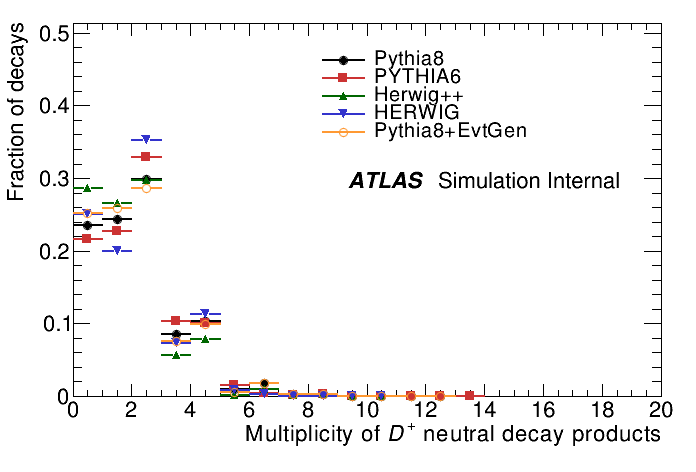 Fraction of decays
0.5
0.4
0.3
0.2
0.1
0
Pythia8
PYTHIA6
Herwig++
HERWIG
Pythia8+EvtGen
ATLAS Simulation Internal
0 2 4 6 8 10 12 14 16 18 20
Multiplicity of D⁺ neutral decay products